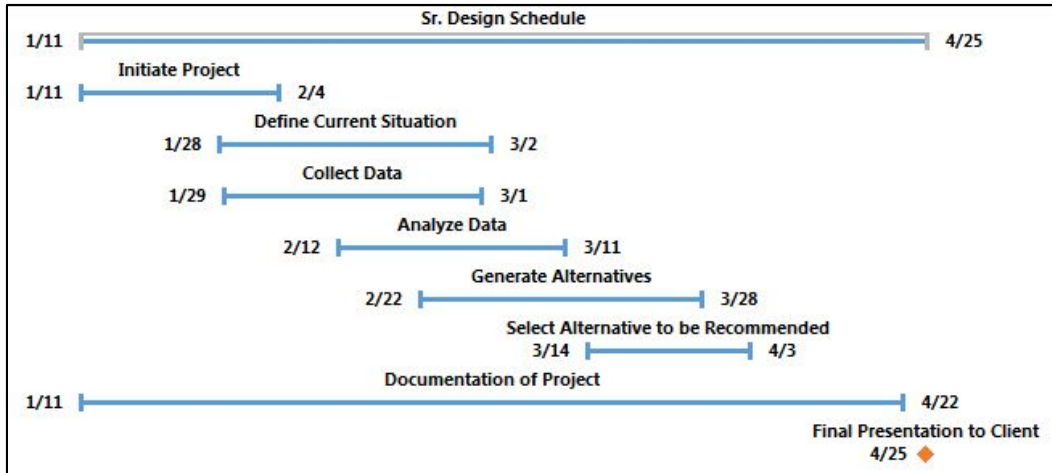 Sr. Design Schedule
1/11 4/25
Initiate Project
1/11 2/4
Define Current Situation
1/28 3/2
Collect Data
1/29 3/1
Analyze Data
2/12 3/11
Generate Alternatives
2/22 3/28
Select Alternative to be Recommended
3/14 4/3
Documentation of Project
1/11 4/22
Final Presentation to Client
4/25